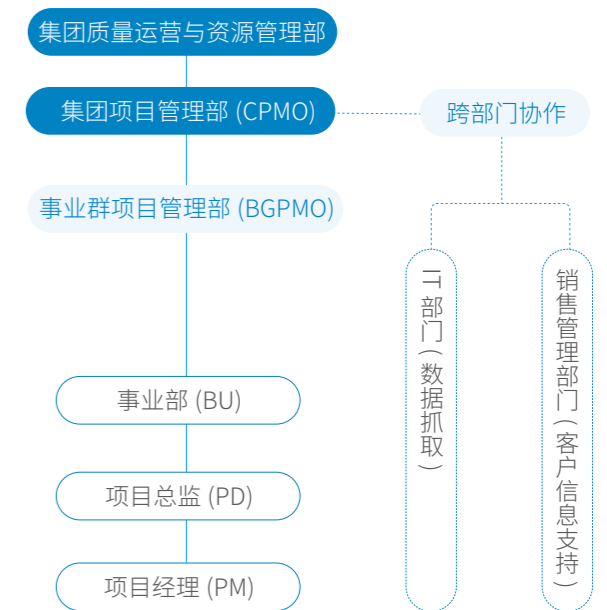 集团质量运营与资源管理部
集团项目管理部 (CPMO)
跨部门协作
事业群项目管理部 (BGPMO)
IT 部门(数据抓取)
销售管理部门(客户信息支持)
事业部 (BU)
项目总监 (PD)
项目经理 (PM)